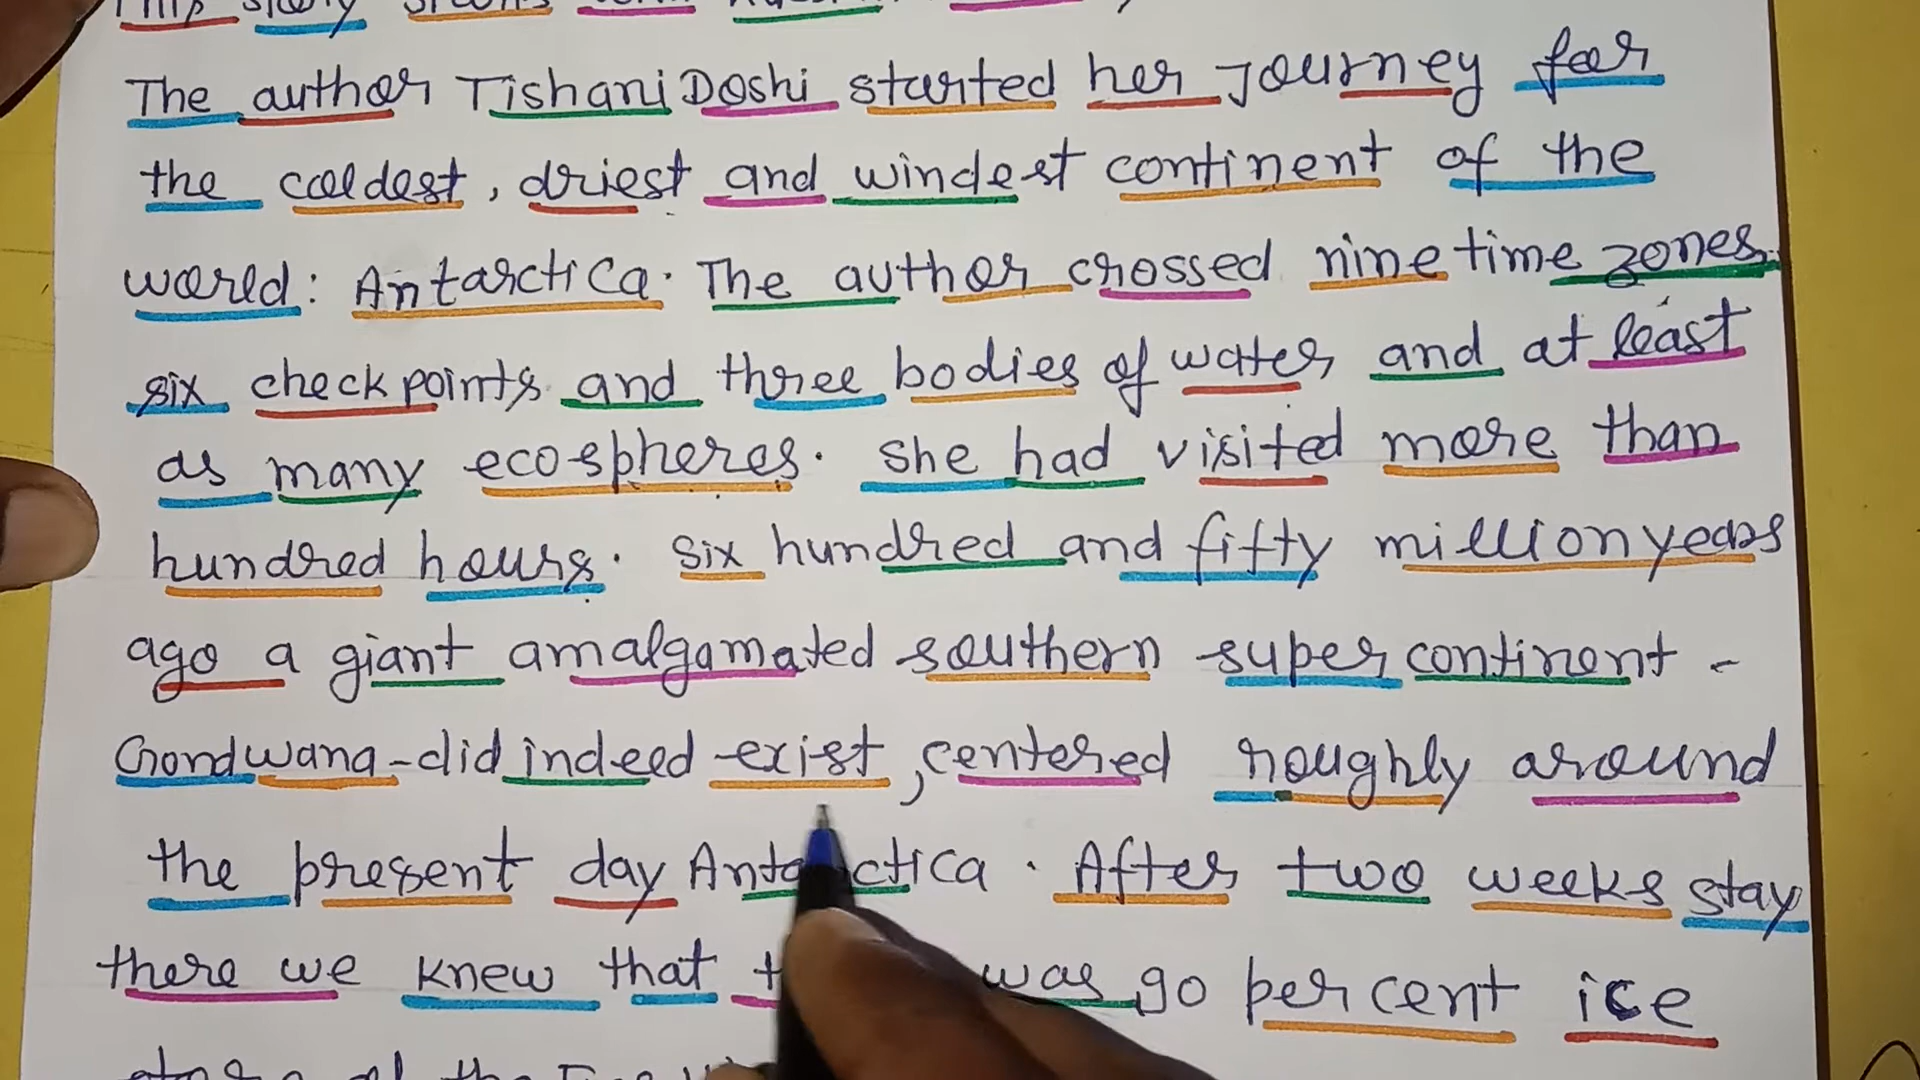 story
The author Tishani Doshi started her Journey for
the coldest, driest and windest continent of the
world: Antarctica. The author crossed nine time zones.
six checkpoints and three bodies of water and at least
as many ecospheres. she had visited more than
hundred hours. six hundred and fifty million years
ago a giant amalgamated southern super continent -
Gondwana-did indeed exist, centered roughly around
the present day Antarctica. After two weeks stay
there we knew that was 90 per cent ice
of the